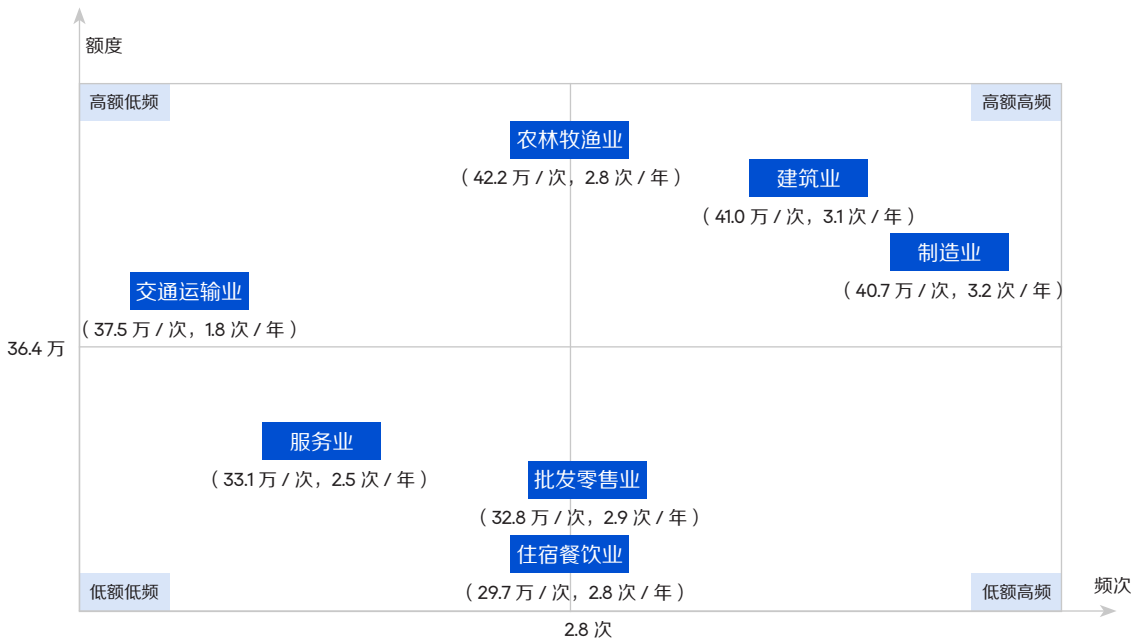 额度
高额低频
高额高频
农林牧渔业
（42.2 万 / 次，2.8 次 / 年）
建筑业
（41.0 万 / 次，3.1 次 / 年）
制造业
（40.7 万 / 次，3.2 次 / 年）
交通运输业
（37.5 万 / 次，1.8 次 / 年）
36.4 万
服务业
（33.1 万 / 次，2.5 次 / 年）
批发零售业
（32.8 万 / 次，2.9 次 / 年）
住宿餐饮业
（29.7 万 / 次，2.8 次 / 年）
低额低频
低额高频
频次
2.8 次